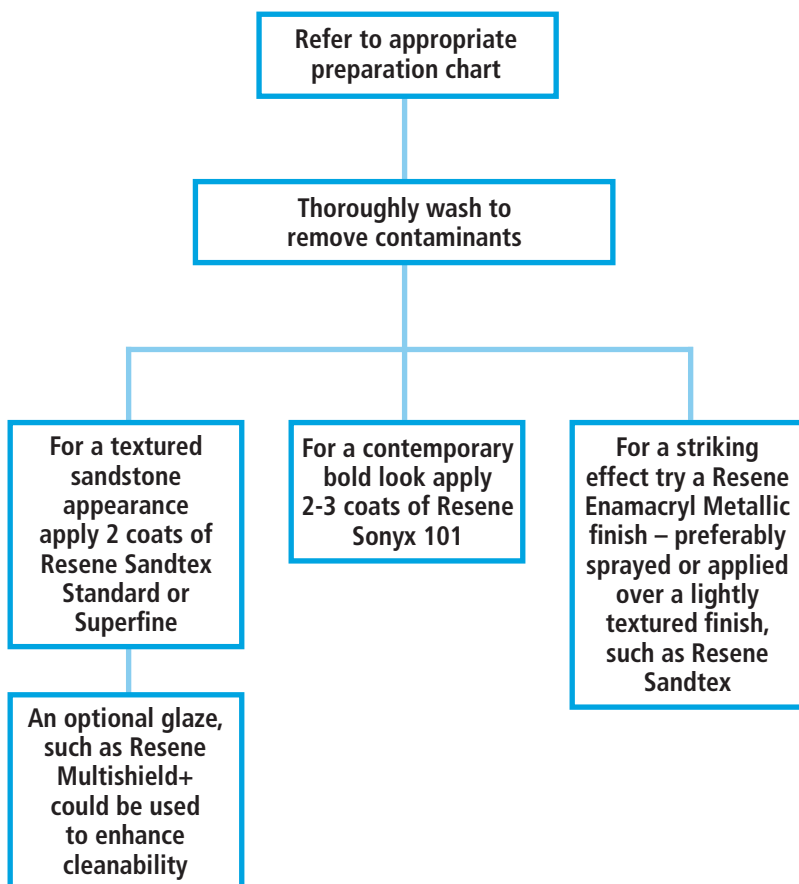 Refer to appropriate
preparation chart
Thoroughly wash to
remove contaminants
For a textured
sandstone
appearance
apply 2 coats of
Resene Sandtex
Standard or
Superfine
An optional glaze,
such as Resene
Multishield+
could be used
to enhance
cleanability
For a contemporary
bold look apply
2-3 coats of Resene
Sonyx 101
For a striking
effect try a Resene
Enamacryl Metallic
finish – preferably
sprayed or applied
over a lightly
textured finish,
such as Resene
Sandtex